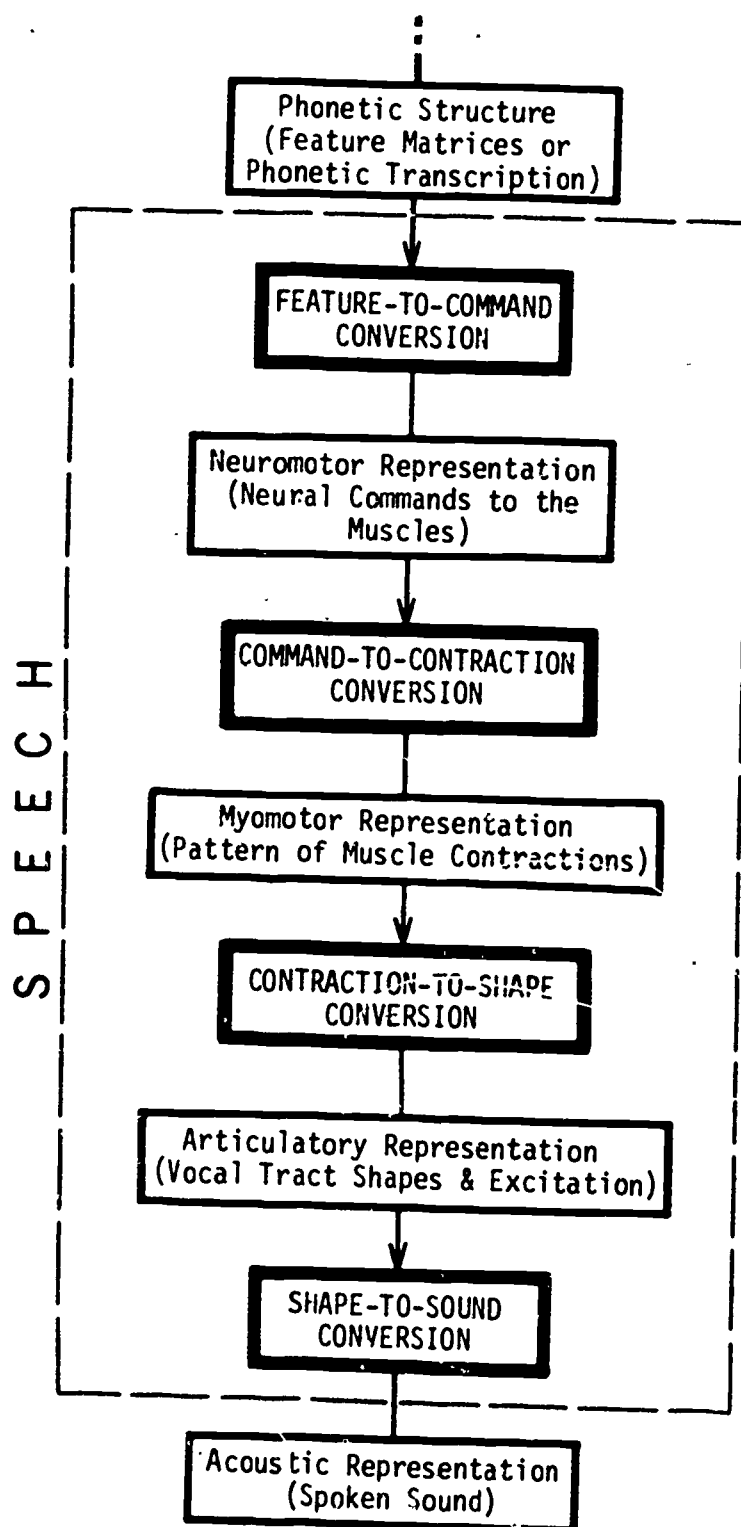 Phonetic Structure
(Feature Matrices or
Phonetic Transcription)
FEATURE-TO-COMMAND
CONVERSION
Neuromotor Representation
(Neural Commands to the
Muscles)
COMMAND-TO-CONTRACTION
CONVERSION
Myomotor Representation
(Pattern of Muscle Contractions)
CONTRACTION-TO-SHAPE
CONVERSION
Articulatory Representation
(Vocal Tract Shapes & Excitation)
SHAPE-TO-SOUND
CONVERSION
Acoustic Representation
(Spoken Sound)
SPEECH